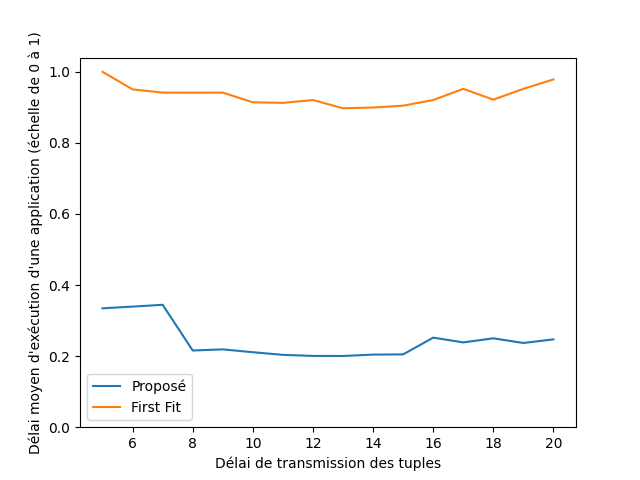 Délai moyen d'exécution d'une application (échelle de 0 à 1)
1.0
0.8
0.6
0.4
0.2
0.0
Proposé
First Fit
6 8 10 12 14 16 18 20
Délai de transmission des tuples